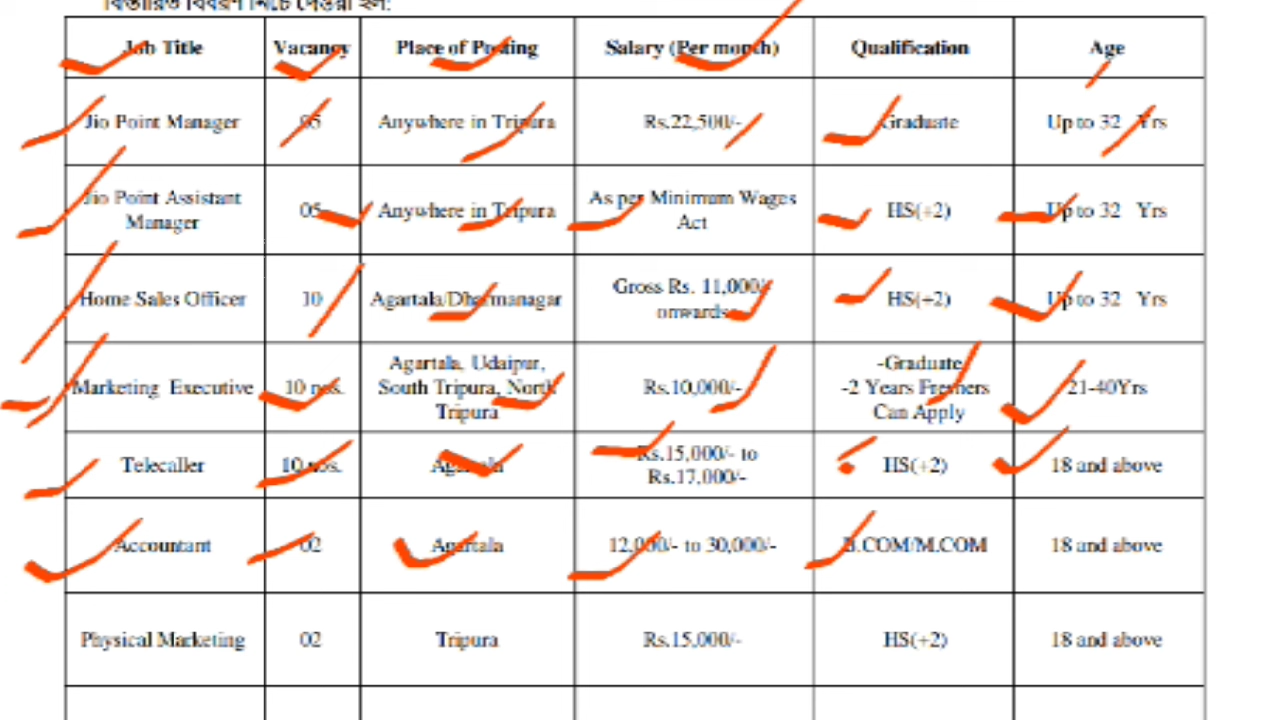 বিস্তারিত বিবরণ নিচে দেওয়া হল:
Job Title Vacancy Place of Posting Salary (Per month) Qualification Age
Jio Point Manager 05 Anywhere in Tripura Rs.22,500/- Graduate Up to 32 Yrs
Jio Point Assistant Manager 05 Anywhere in Tripura As per Minimum Wages Act HS(+2) Up to 32 Yrs
Home Sales Officer 10 Agartala/Dharmanagar Gross Rs. 11,000/- onwards HS(+2) Up to 32 Yrs
Marketing Executive 10 nos. Agartala, Udaipur, South Tripura, North Tripura Rs.10,000/- -Graduate -2 Years Freshers Can Apply 21-40Yrs
Telecaller 10 nos. Agartala Rs.15,000/- to Rs.17,000/- HS(+2) 18 and above
Accountant 02 Agartala 12,000/- to 30,000/- B.COM/M.COM 18 and above
Physical Marketing 02 Tripura Rs.15,000/- HS(+2) 18 and above